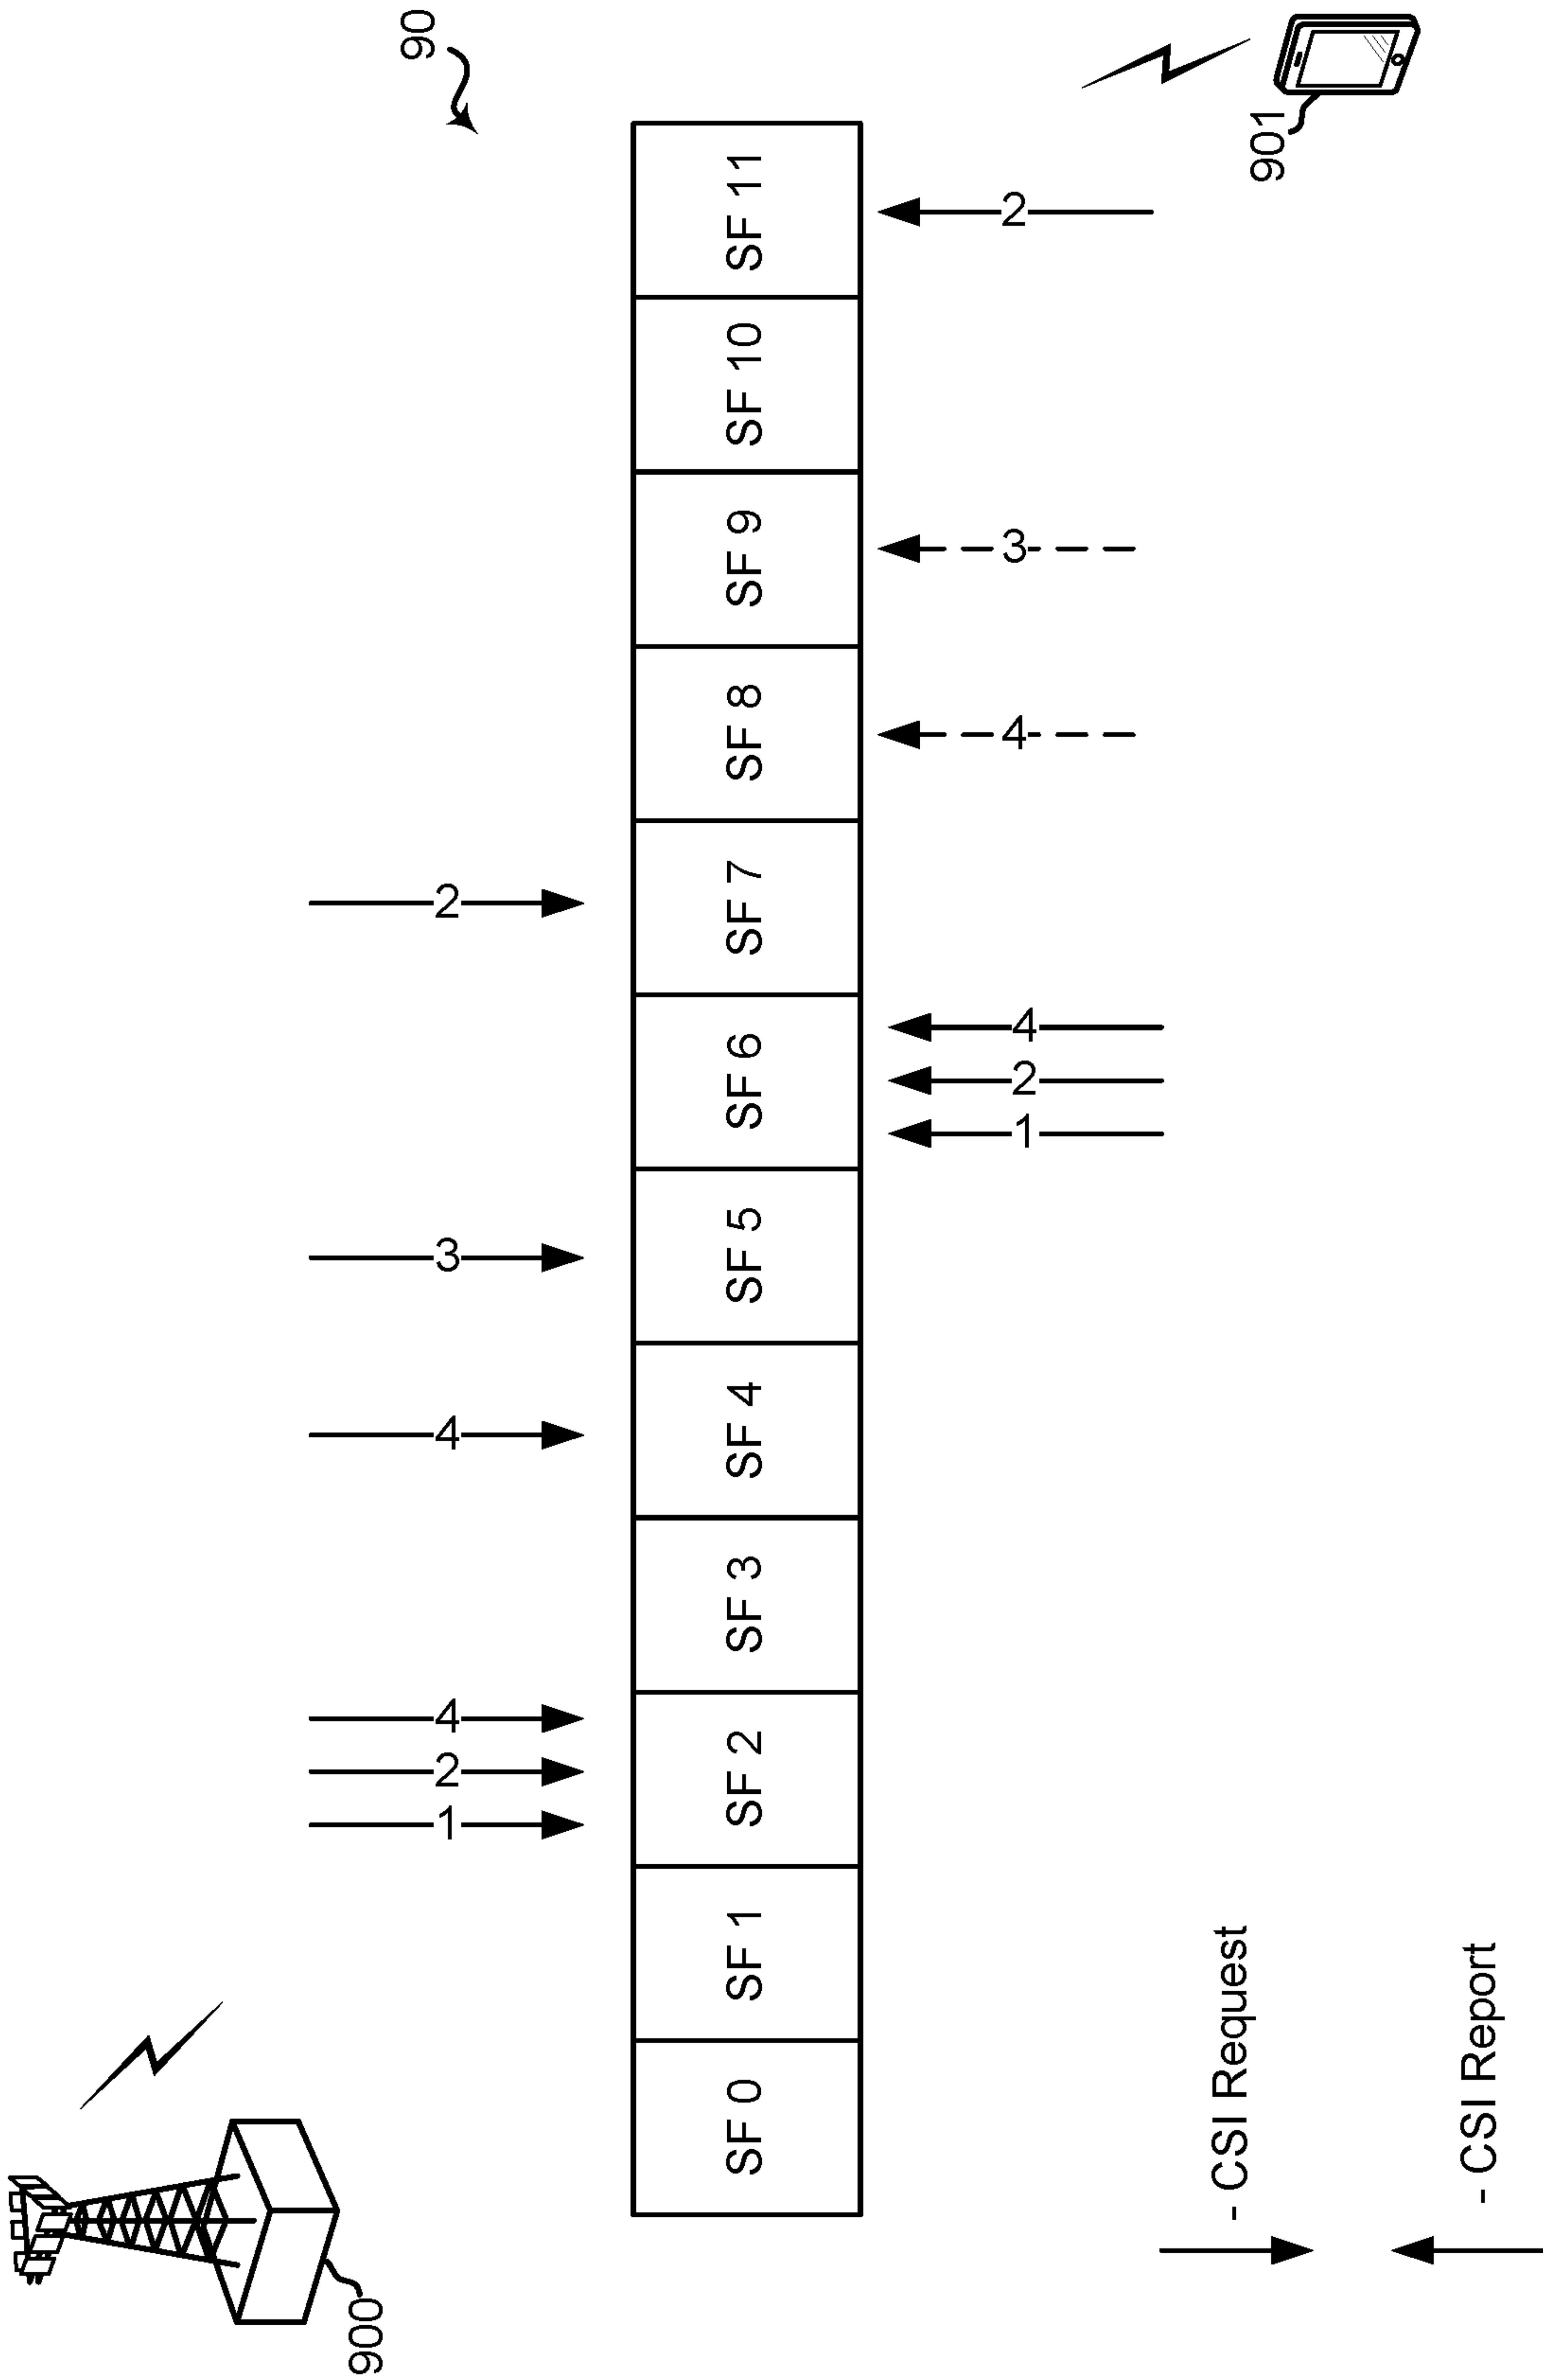 90
900
1
2
4
4
3
2
SF 0
SF 1
SF 2
SF 3
SF 4
SF 5
SF 6
SF 7
SF 8
SF 9
SF 10
SF 11
1
2
4
4
3
2
901
- CSI Request
- CSI Report